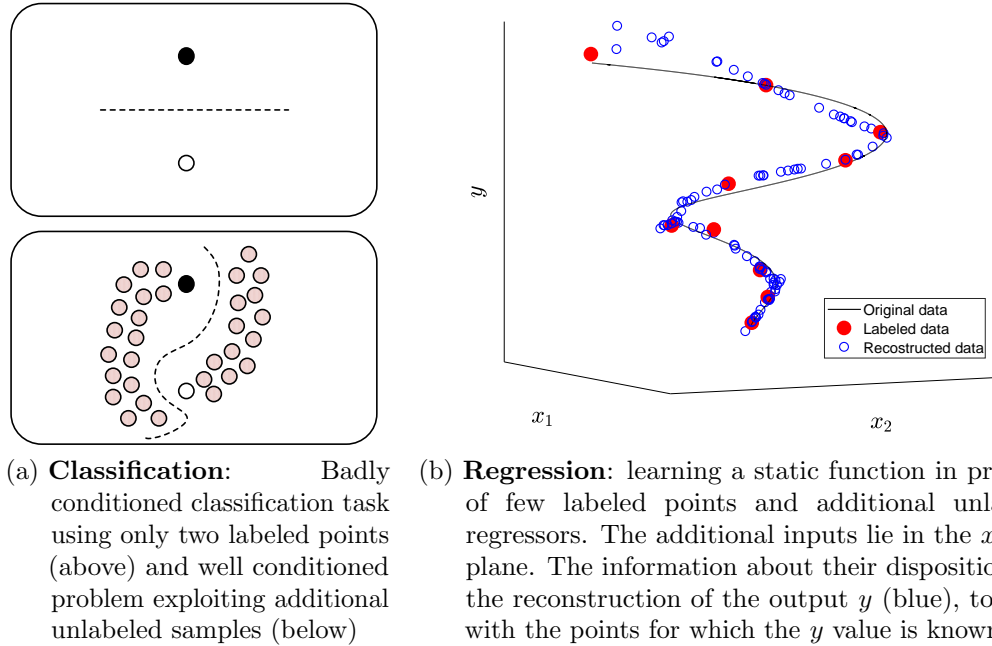 y
x1
x2
Original data
Labeled data
Recostructed data
(a) Classification: Badly
conditioned classification task
using only two labeled points
(above) and well conditioned
problem exploiting additional
unlabeled samples (below)
(b) Regression: learning a static function in pr
of few labeled points and additional unla
regressors. The additional inputs lie in the x
plane. The information about their dispositio
the reconstruction of the output y (blue), to
with the points for which the y value is known